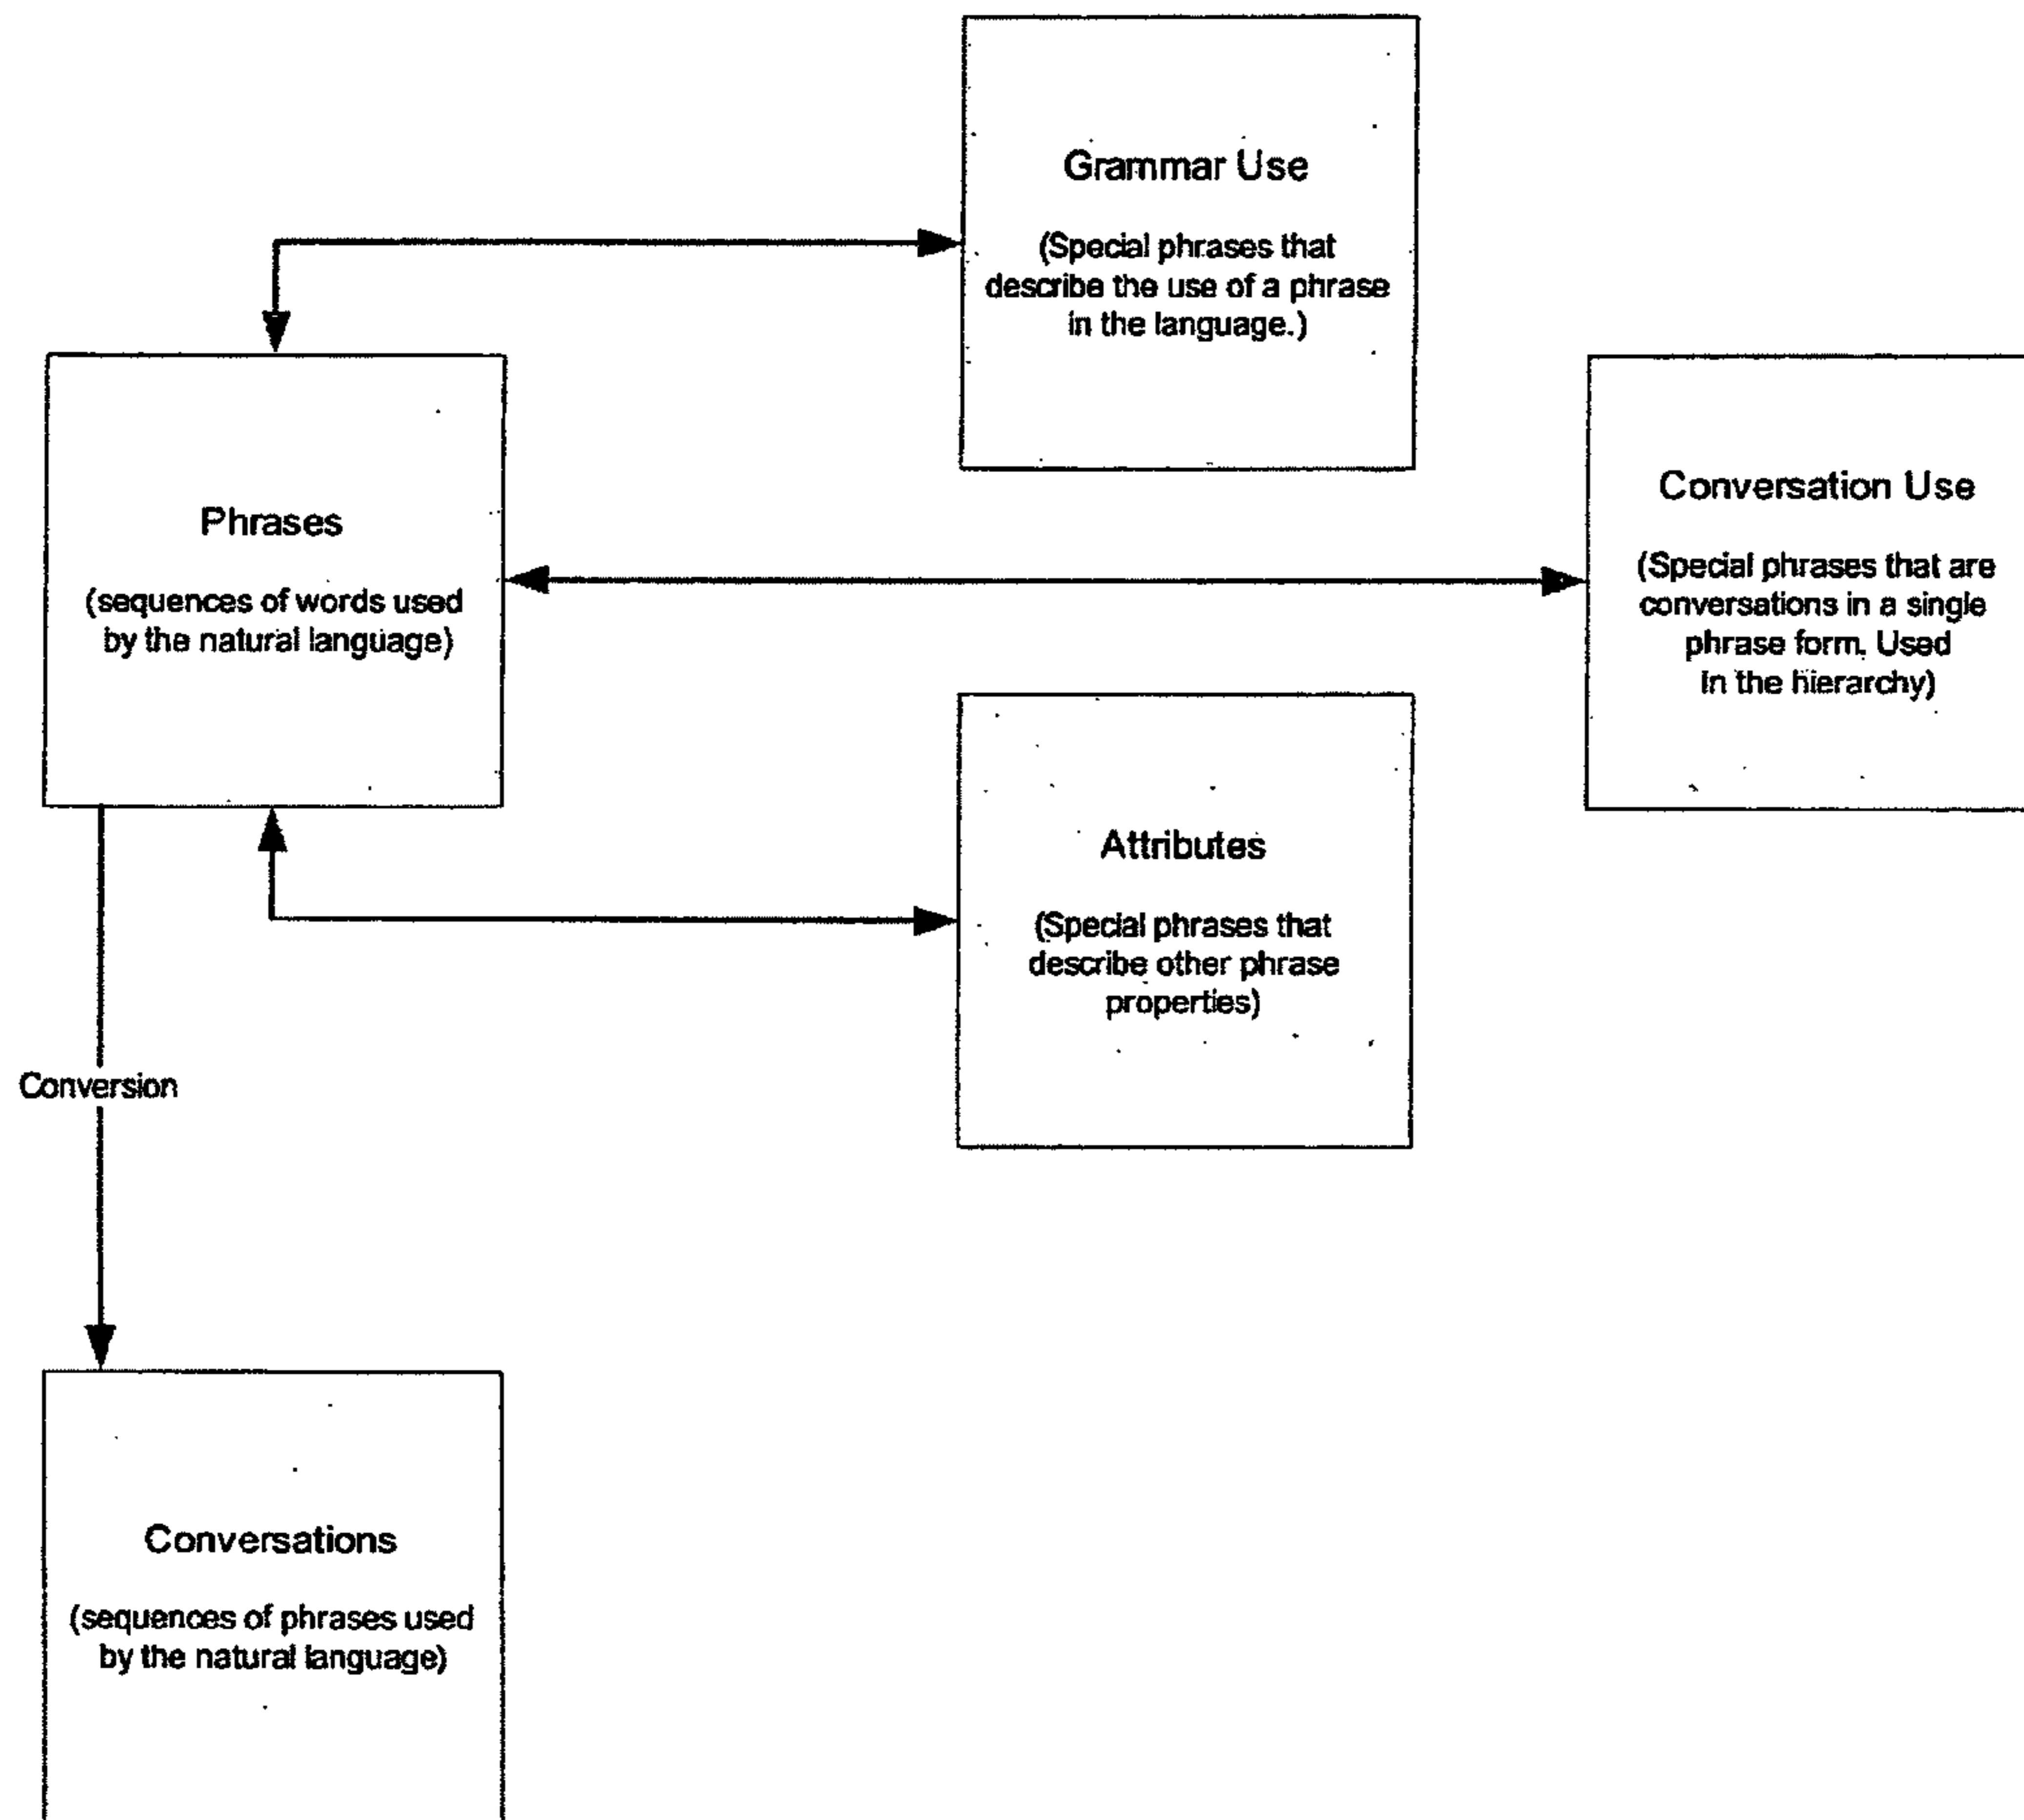 Grammar Use
(Special phrases that
describe the use of a phrase
in the language.)
Phrases
(sequences of words used
by the natural language)
Conversation Use
(Special phrases that are
conversations in a single
phrase form. Used
in the hierarchy)
Attributes
(Special phrases that
describe other phrase
properties)
Conversion
Conversations
(sequences of phrases used
by the natural language)